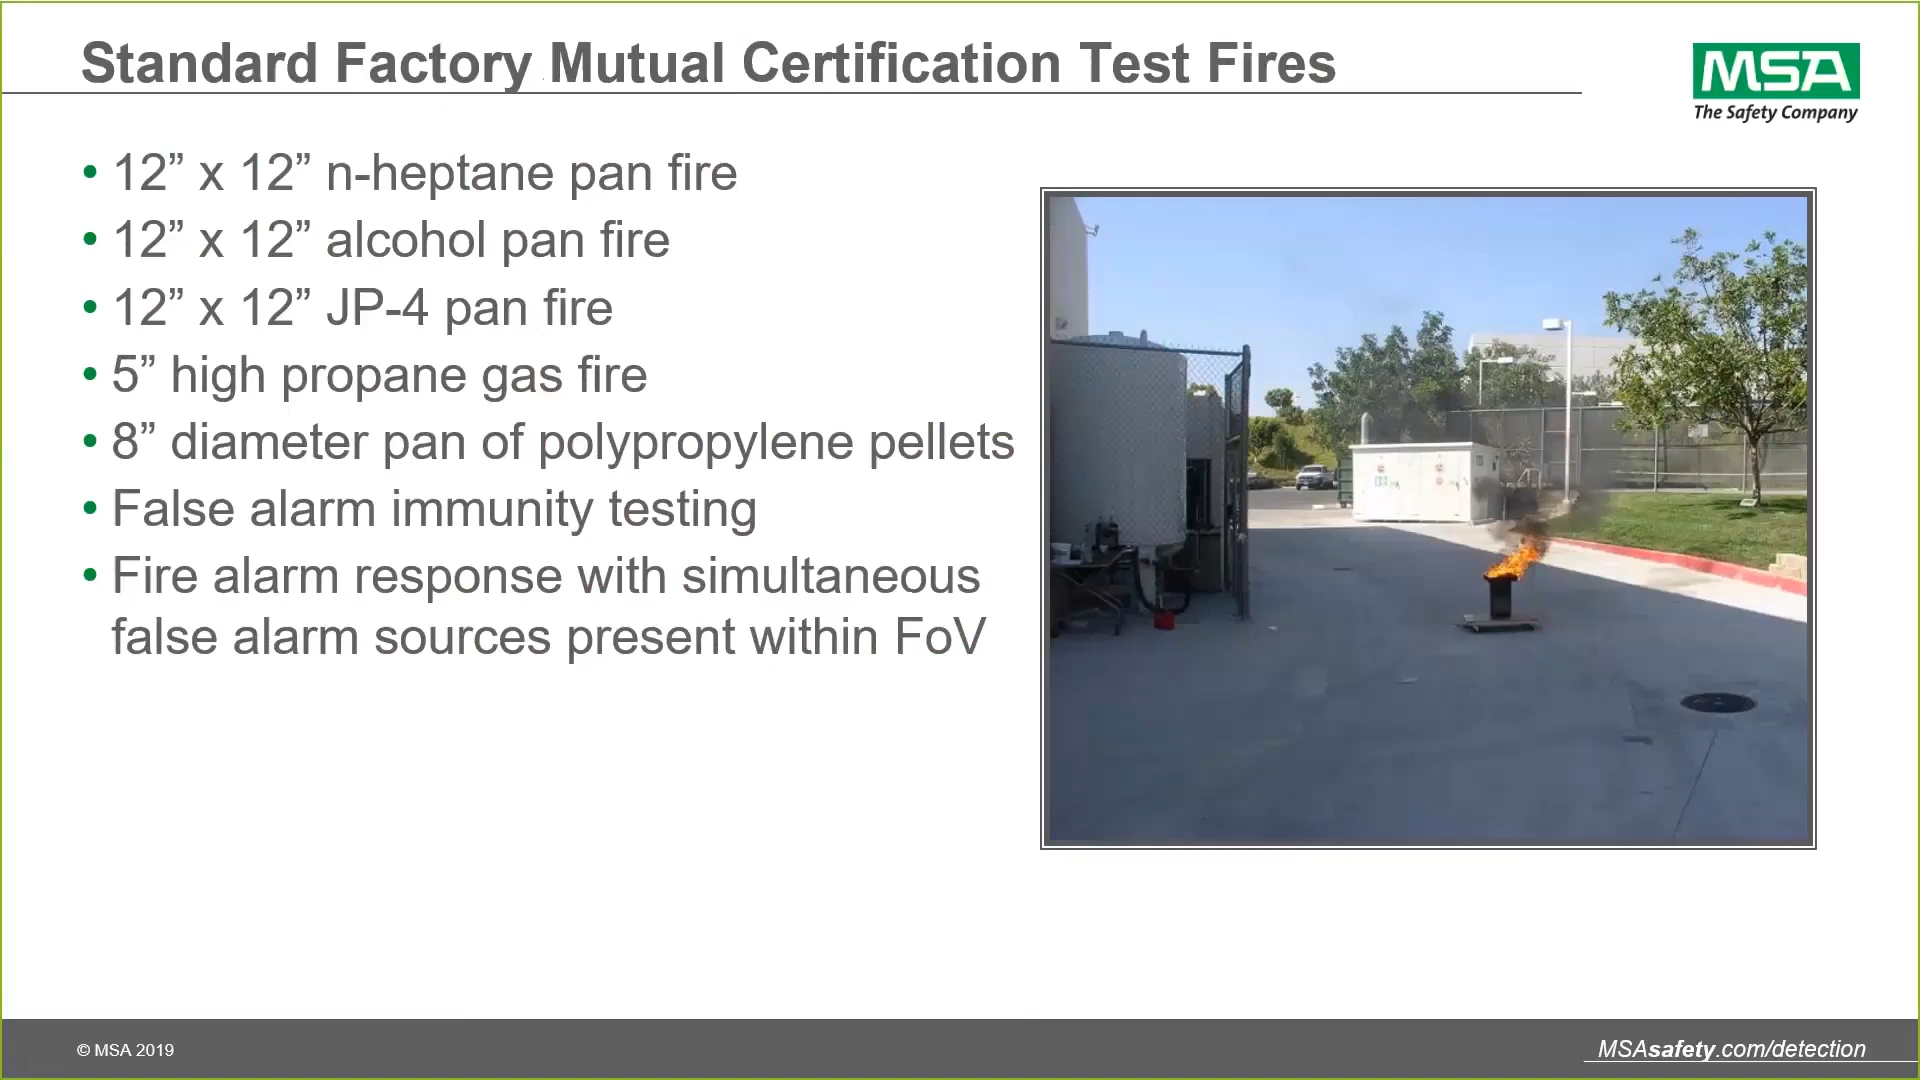 Standard Factory Mutual Certification Test Fires
MSA
The Safety Company
• 12” x 12” n-heptane pan fire
• 12” x 12” alcohol pan fire
• 12” x 12” JP-4 pan fire
• 5” high propane gas fire
• 8” diameter pan of polypropylene pellets
• False alarm immunity testing
• Fire alarm response with simultaneous
false alarm sources present within FoV
© MSA 2019
MSAsafety.com/detection